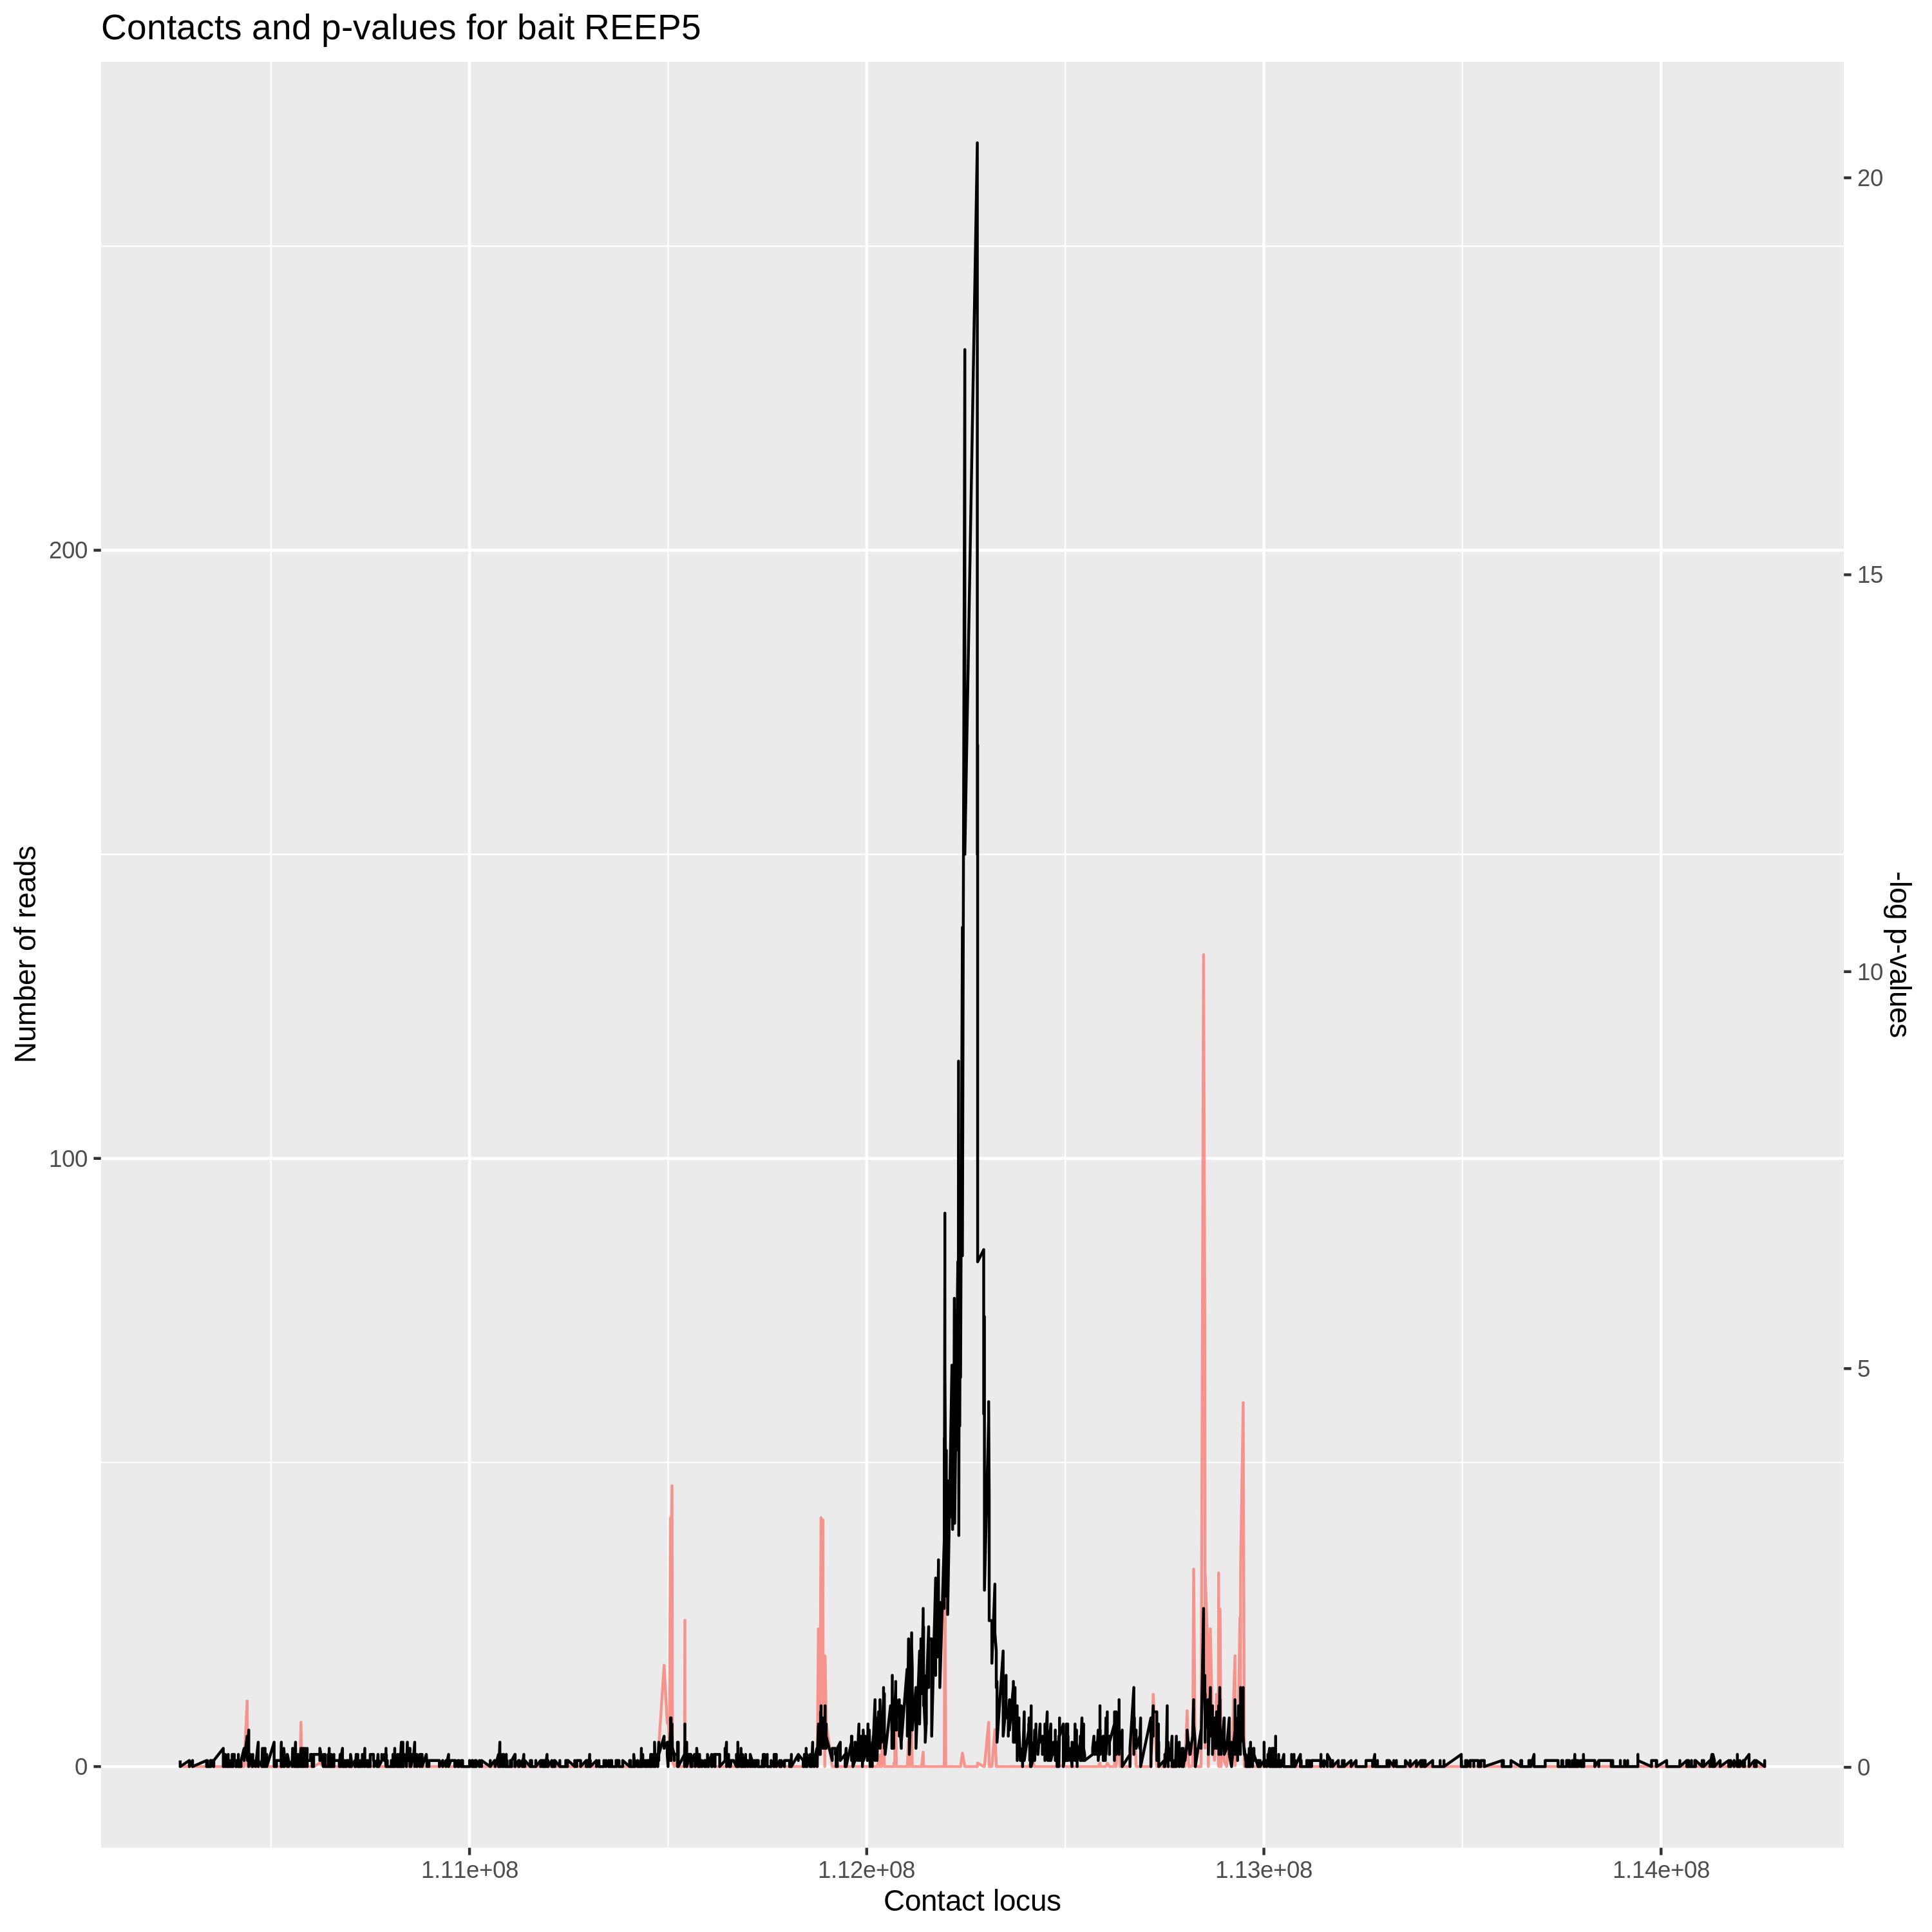 Contacts and p-values for bait REEP5
Number of reads
200
100
0
20
15
10
5
0
-log p-values
1.11e+08
1.12e+08
1.13e+08
1.14e+08
Contact locus